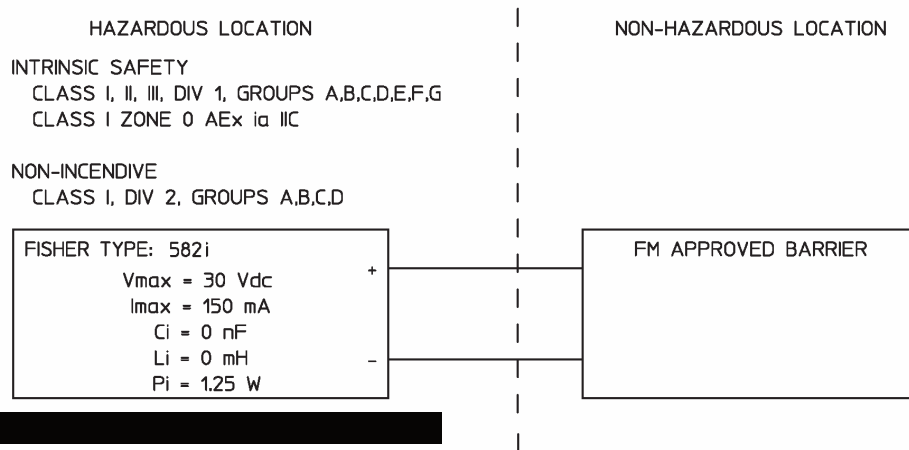 HAZARDOUS LOCATION
NON-HAZARDOUS LOCATION
INTRINSIC SAFETY
CLASS I, II, III, DIV 1, GROUPS A,B,C,D,E,F,G
CLASS I ZONE 0 AEx ia IIC
NON-INCENDIVE
CLASS I, DIV 2, GROUPS A,B,C,D
FISHER TYPE: 582i
Vmax = 30 Vdc
+
Imax = 150 mA
Ci = 0 nF
Li = 0 mH
–
Pi = 1.25 W
FM APPROVED BARRIER